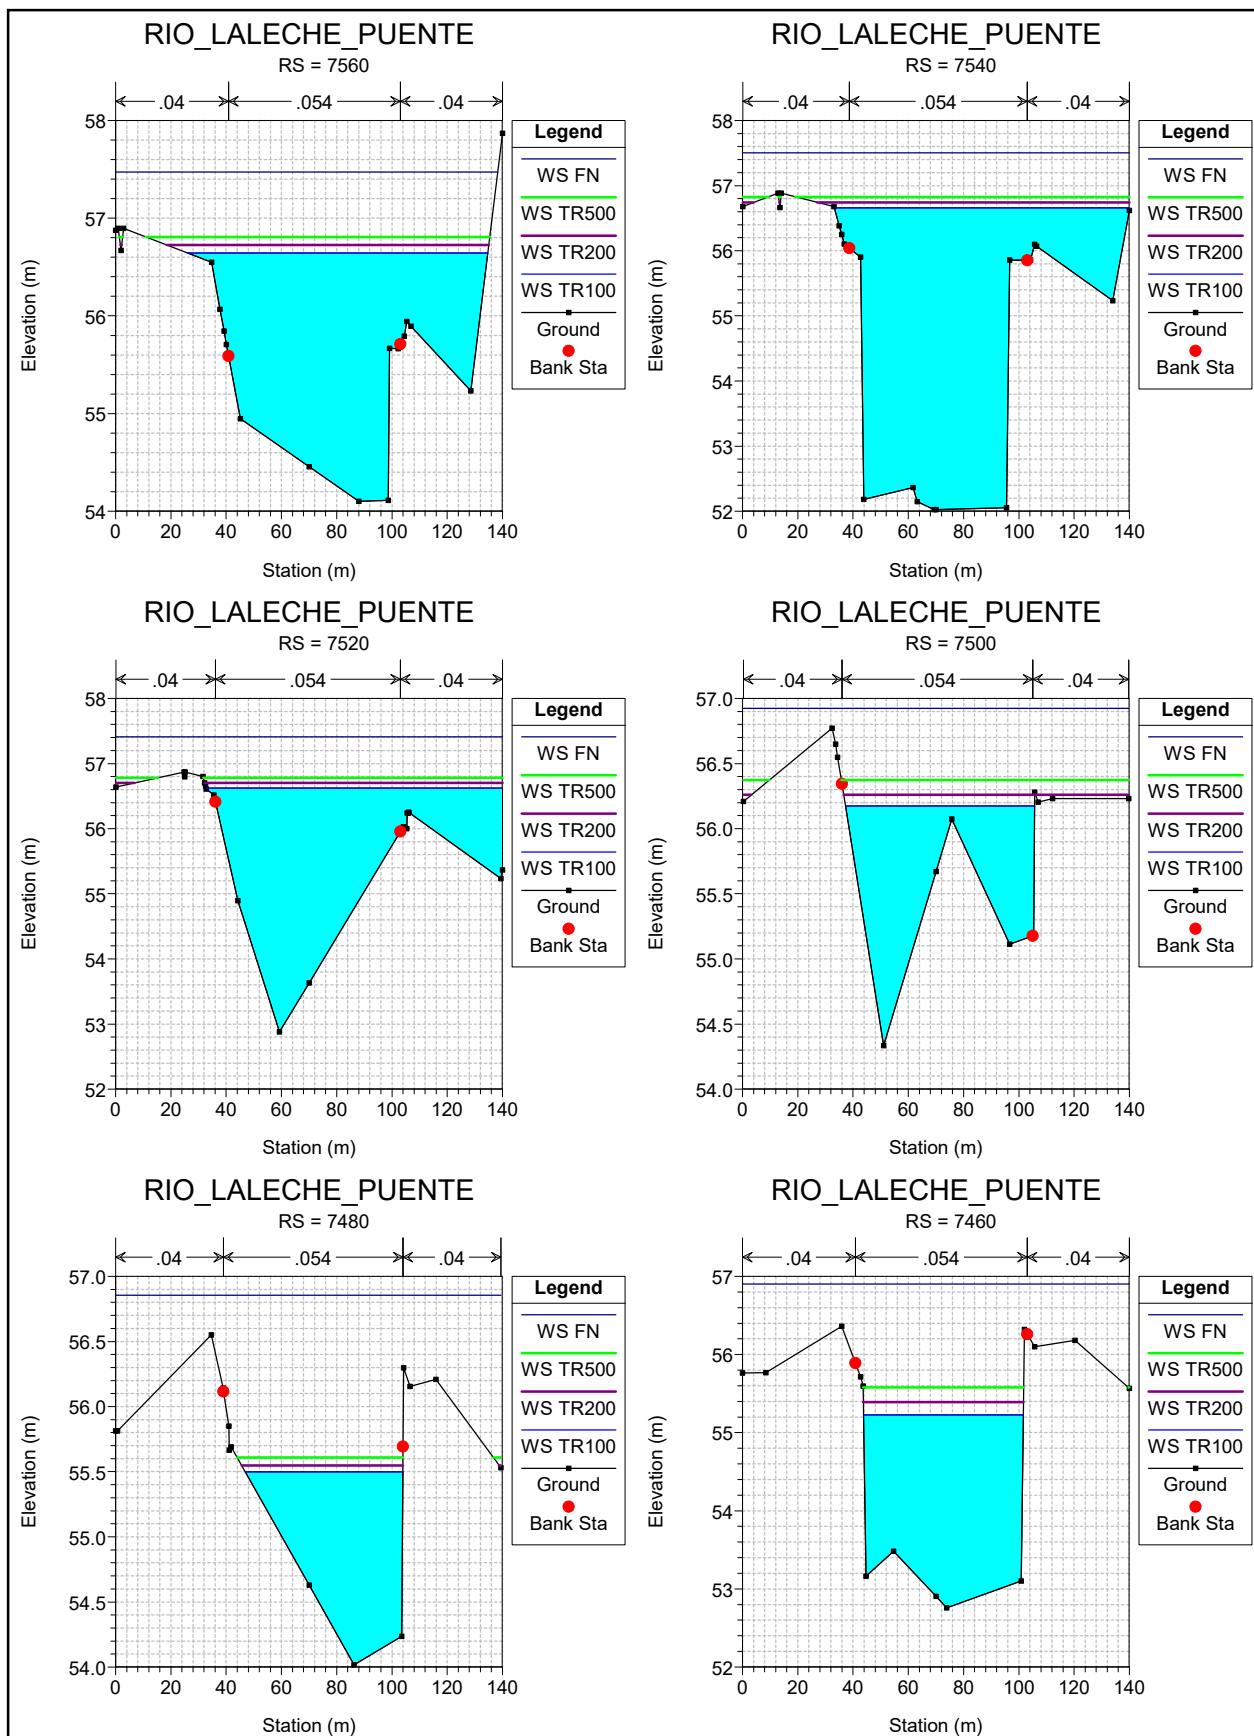 RIO_LALECHE_PUENTE
RS = 7560
.04 .054 .04
58
57
56
55
54
0 20 40 60 80 100 120 140
Elevation (m)
Station (m)
Legend
WS FN
WS TR500
WS TR200
WS TR100
Ground
Bank Sta
RIO_LALECHE_PUENTE
RS = 7540
.04 .054 .04
58
57
56
55
54
53
52
0 20 40 60 80 100 120 140
Elevation (m)
Station (m)
Legend
WS FN
WS TR500
WS TR200
WS TR100
Ground
Bank Sta
RIO_LALECHE_PUENTE
RS = 7520
.04 .054 .04
58
57
56
55
54
53
52
0 20 40 60 80 100 120 140
Elevation (m)
Station (m)
Legend
WS FN
WS TR500
WS TR200
WS TR100
Ground
Bank Sta
RIO_LALECHE_PUENTE
RS = 7500
.04 .054 .04
57.0
56.5
56.0
55.5
55.0
54.5
54.0
0 20 40 60 80 100 120 140
Elevation (m)
Station (m)
Legend
WS FN
WS TR500
WS TR200
WS TR100
Ground
Bank Sta
RIO_LALECHE_PUENTE
RS = 7480
.04 .054 .04
57.0
56.5
56.0
55.5
55.0
54.5
54.0
0 20 40 60 80 100 120 140
Elevation (m)
Station (m)
Legend
WS FN
WS TR500
WS TR200
WS TR100
Ground
Bank Sta
RIO_LALECHE_PUENTE
RS = 7460
.04 .054 .04
57
56
55
54
53
52
0 20 40 60 80 100 120 140
Elevation (m)
Station (m)
Legend
WS FN
WS TR500
WS TR200
WS TR100
Ground
Bank Sta